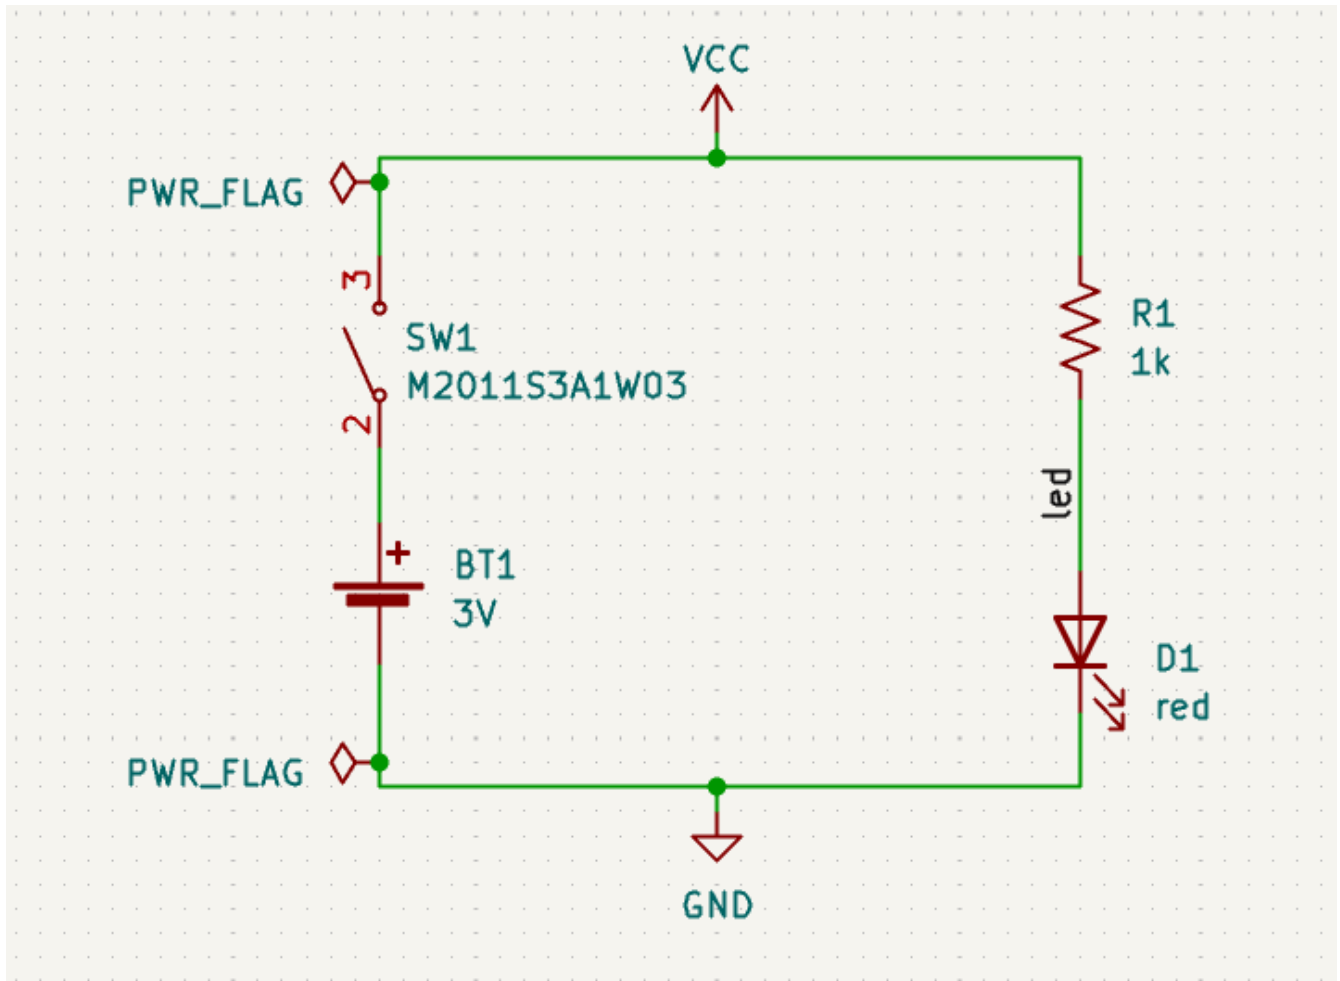 VCC
PWR_FLAG
3
SW1
M2011S3A1W03
2
R1
1k
led
+
BT1
3V
D1
red
PWR_FLAG
GND